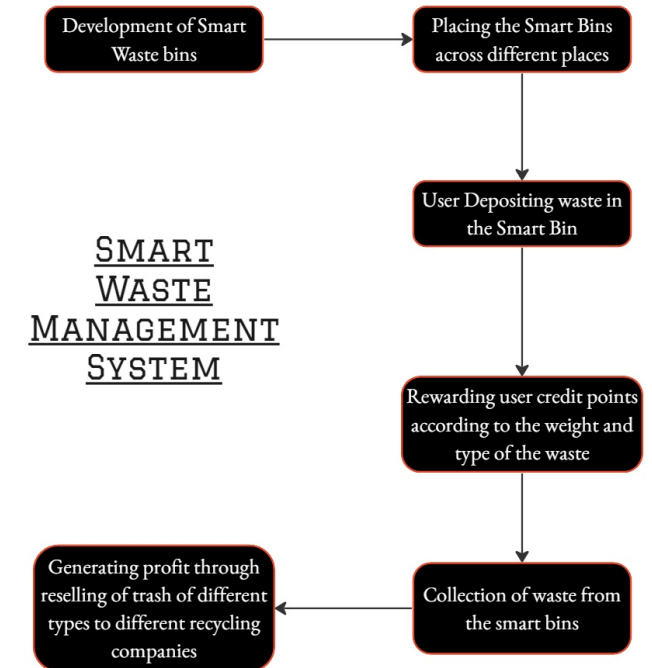 Development of Smart
Waste bins
Placing the Smart Bins
across different places
User Depositing waste in
the Smart Bin
Smart
Waste
Management
System
Rewarding user credit points
according to the weight and
type of the waste
Collection of waste from
the smart bins
Generating profit through
reselling of trash of different
types to different recycling
companies